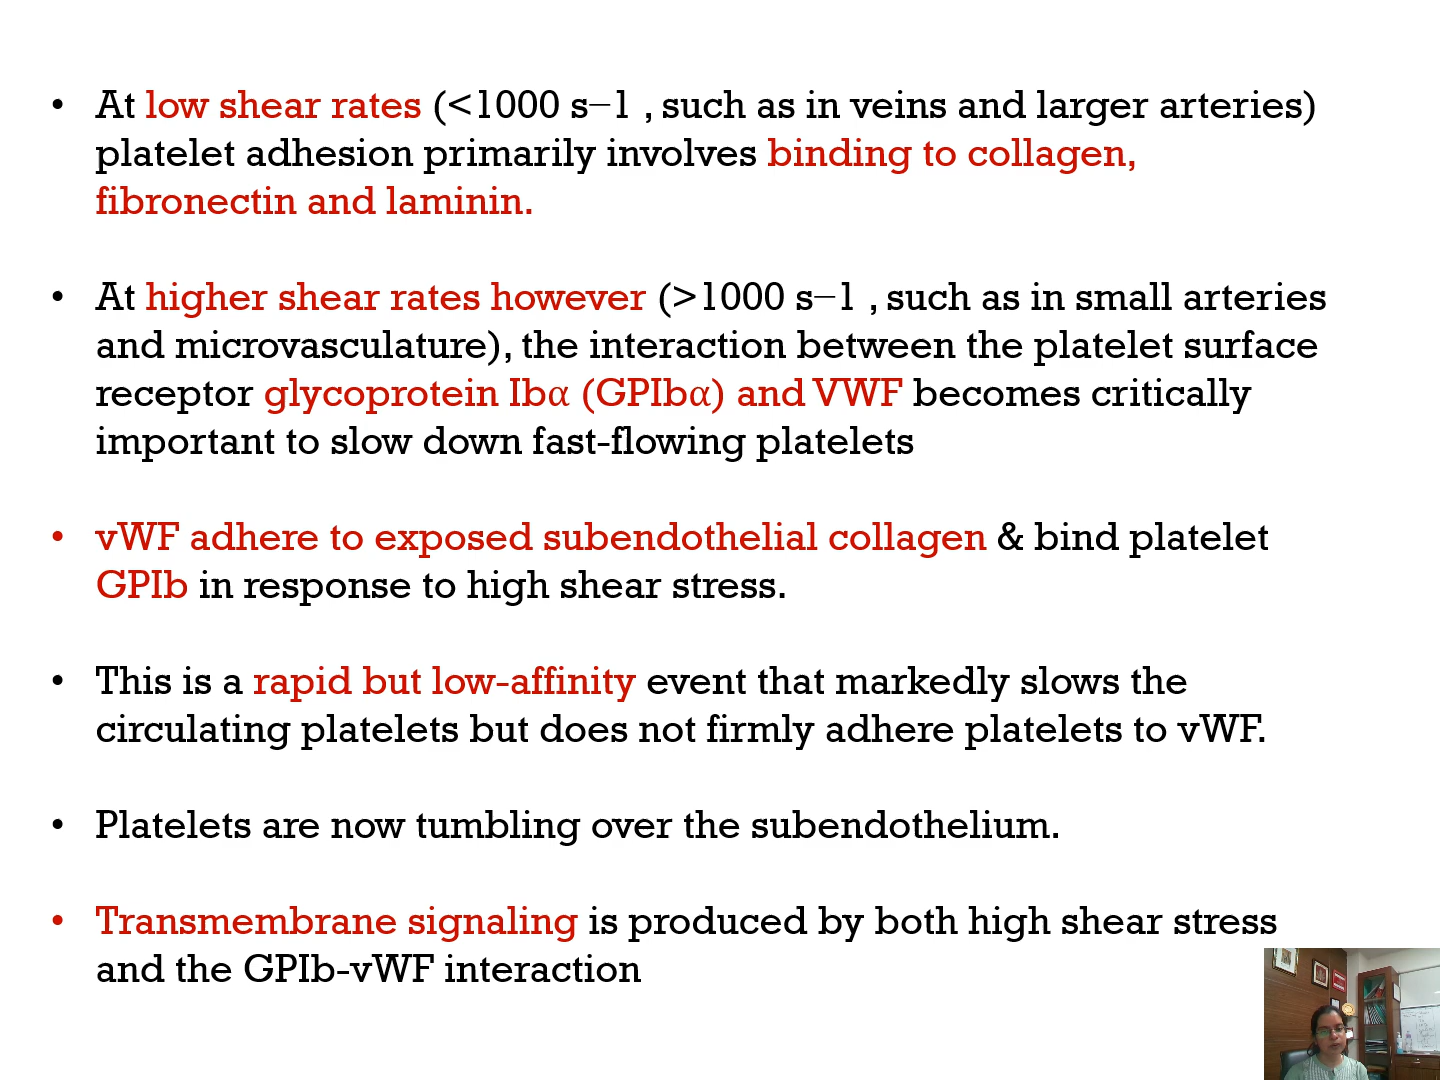 • At low shear rates (<1000 s−1 , such as in veins and larger arteries)
platelet adhesion primarily involves binding to collagen,
fibronectin and laminin.
• At higher shear rates however (>1000 s−1 , such as in small arteries
and microvasculature), the interaction between the platelet surface
receptor glycoprotein Ibα (GPIbα) and VWF becomes critically
important to slow down fast-flowing platelets
• vWF adhere to exposed subendothelial collagen & bind platelet
GPIb in response to high shear stress.
• This is a rapid but low-affinity event that markedly slows the
circulating platelets but does not firmly adhere platelets to vWF.
• Platelets are now tumbling over the subendothelium.
• Transmembrane signaling is produced by both high shear stress
and the GPIb-vWF interaction